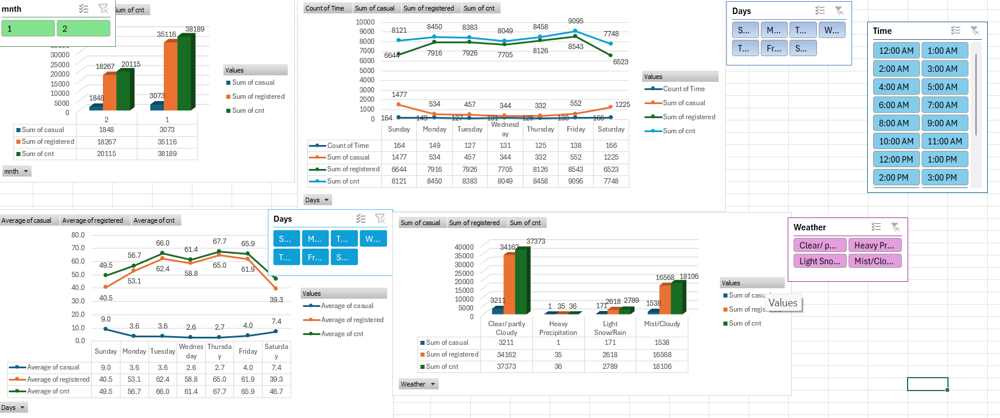 mnth
1 2
Sum of cnt
30000
25000
20000
15000
10000
5000
0
1848 18267 20115
3073 35116 38189
2 1
Sum of casual 1848 3073
Sum of registered 18267 35116
Sum of cnt 20115 38189
Values
Sum of casual
Sum of registered
Sum of cnt
mnth
Count of Time Sum of casual Sum of registered Sum of cnt
10000
9000
8000
7000
6000
5000
4000
3000
2000
1000
0
8121 8450 8383 8049 8458 9095 7748
6644 7916 7926 7705 8126 8543 6523
1477 534 457 344 332 552 1225
164 149 127 131 125 138 166
Sunday Monday Tuesday Wednesd
ay Thursday Friday Saturday
Count of Time 164 149 127 131 125 138 166
Sum of casual 1477 534 457 344 332 552 1225
Sum of registered 6644 7916 7926 7705 8126 8543 6523
Sum of cnt 8121 8450 8383 8049 8458 9095 7748
Values
Count of Time
Sum of casual
Sum of registered
Sum of cnt
Days
Days
S... M... T... W...
T... Fr... S...
Time
12:00 AM 1:00 AM
2:00 AM 3:00 AM
4:00 AM 5:00 AM
6:00 AM 7:00 AM
8:00 AM 9:00 AM
10:00 AM 11:00 AM
12:00 PM 1:00 PM
2:00 PM 3:00 PM
Average of casual Average of registered Average of cnt
80.0
70.0
60.0
50.0
40.0
30.0
20.0
10.0
0.0
49.5 56.7 66.0 61.4 67.7 65.9
40.5 53.1 62.4 58.8 65.0 61.9 39.3
9.0 3.6 3.6 2.6 2.7 4.0 7.4
Sunday Monday Tuesday Wednes
day Thursda
y Friday Saturda
y
Average of casual 9.0 3.6 3.6 2.6 2.7 4.0 7.4
Average of registered 40.5 53.1 62.4 58.8 65.0 61.9 39.3
Average of cnt 49.5 56.7 66.0 61.4 67.7 65.9 46.7
Days
Days
S... M... T... W...
T... Fr... S...
Values
Average of casual
Average of registered
Average of cnt
Sum of casual Sum of registered Sum of cnt
40000
35000
30000
25000
20000
15000
10000
5000
0
3211 34162 37373
1 35 36
171 2618 2789
1538 16568 18106
Clear/ partly
Cloudy Heavy
Precipitation Light
Snow/Rain Mist/Cloudy
Sum of casual 3211 1 171 1538
Sum of registered 34162 35 2618 16568
Sum of cnt 37373 36 2789 18106
Weather
Values
Sum of casu
Sum of regis
Sum of cnt
Values
Weather
Clear/ p... Heavy Pr...
Light Sno... Mist/Clo...